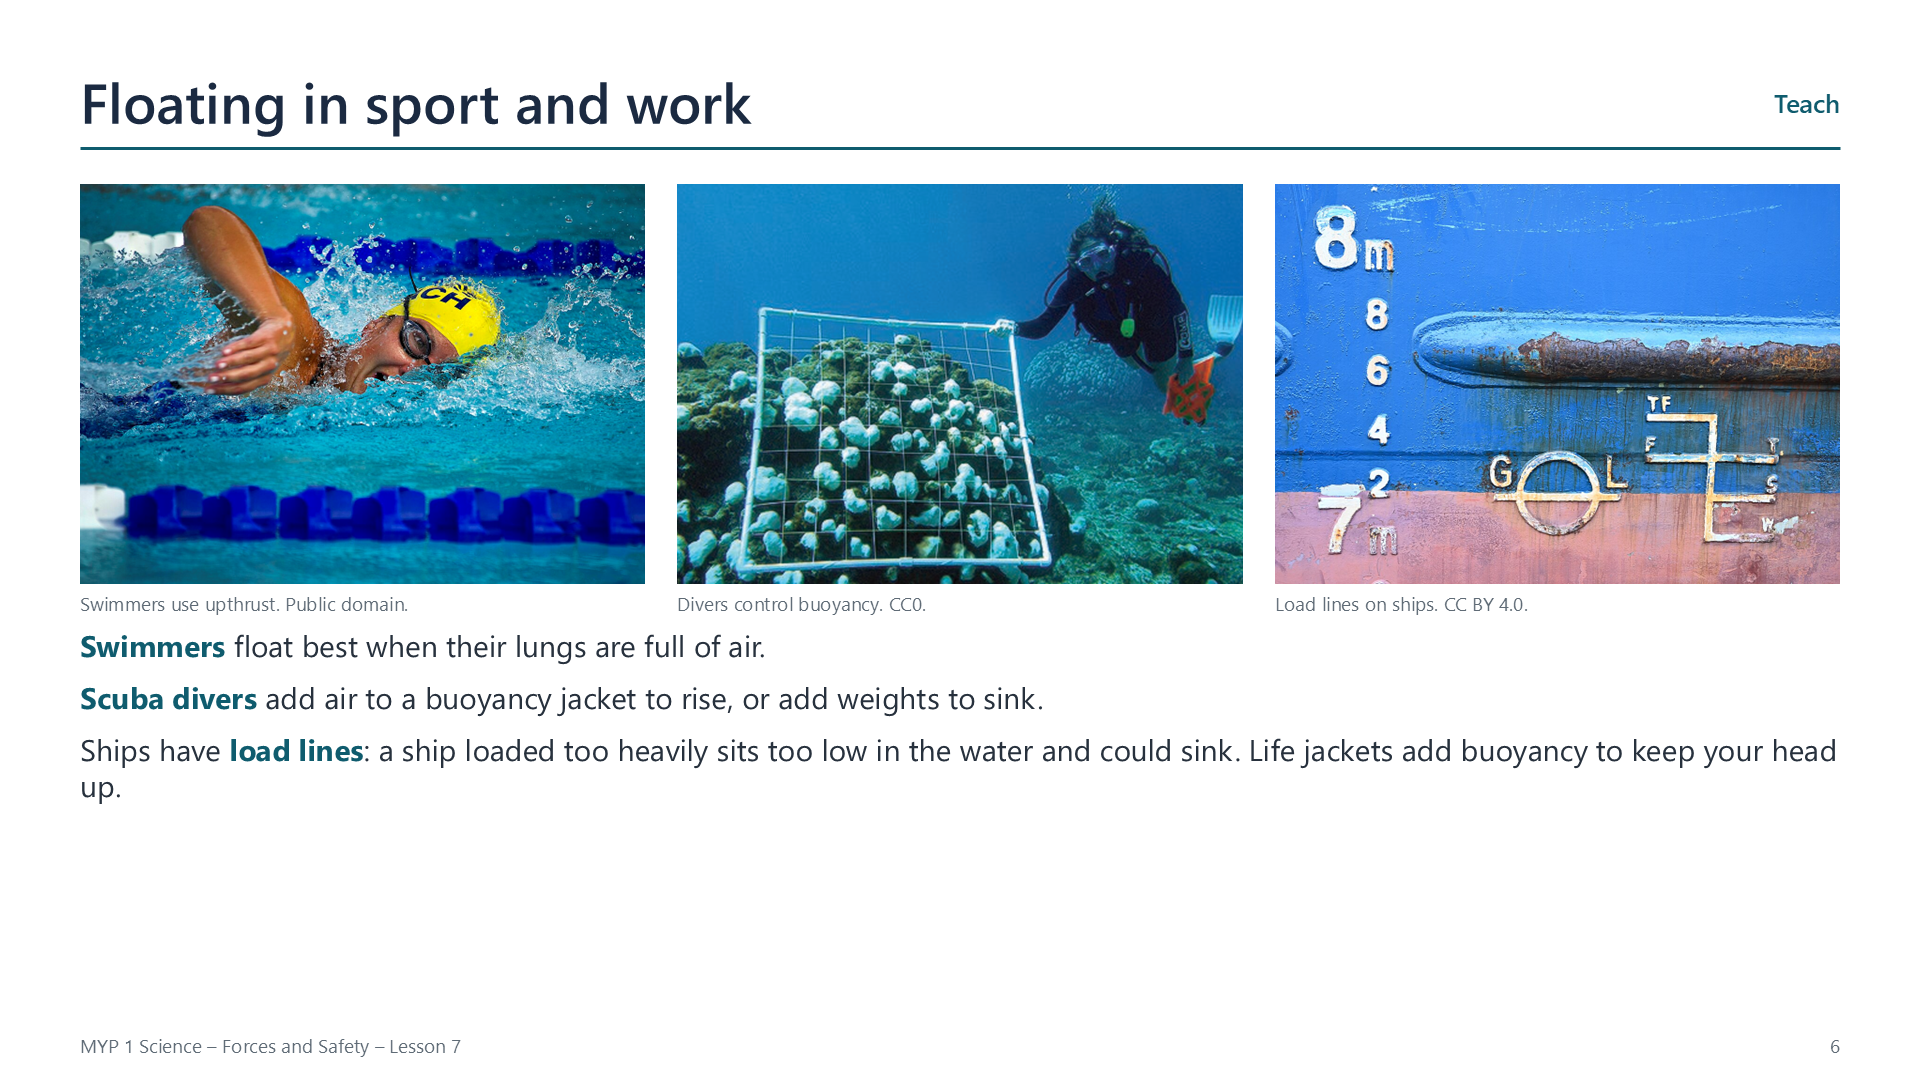 Floating in sport and work
Teach
CH
8m
8
6
4
2
7m
TF
F
T
S
W
G L
Swimmers use upthrust. Public domain.
Divers control buoyancy. CC0.
Load lines on ships. CC BY 4.0.
Swimmers float best when their lungs are full of air.
Scuba divers add air to a buoyancy jacket to rise, or add weights to sink.
Ships have load lines: a ship loaded too heavily sits too low in the water and could sink. Life jackets add buoyancy to keep your head
up.
MYP 1 Science – Forces and Safety – Lesson 7
6